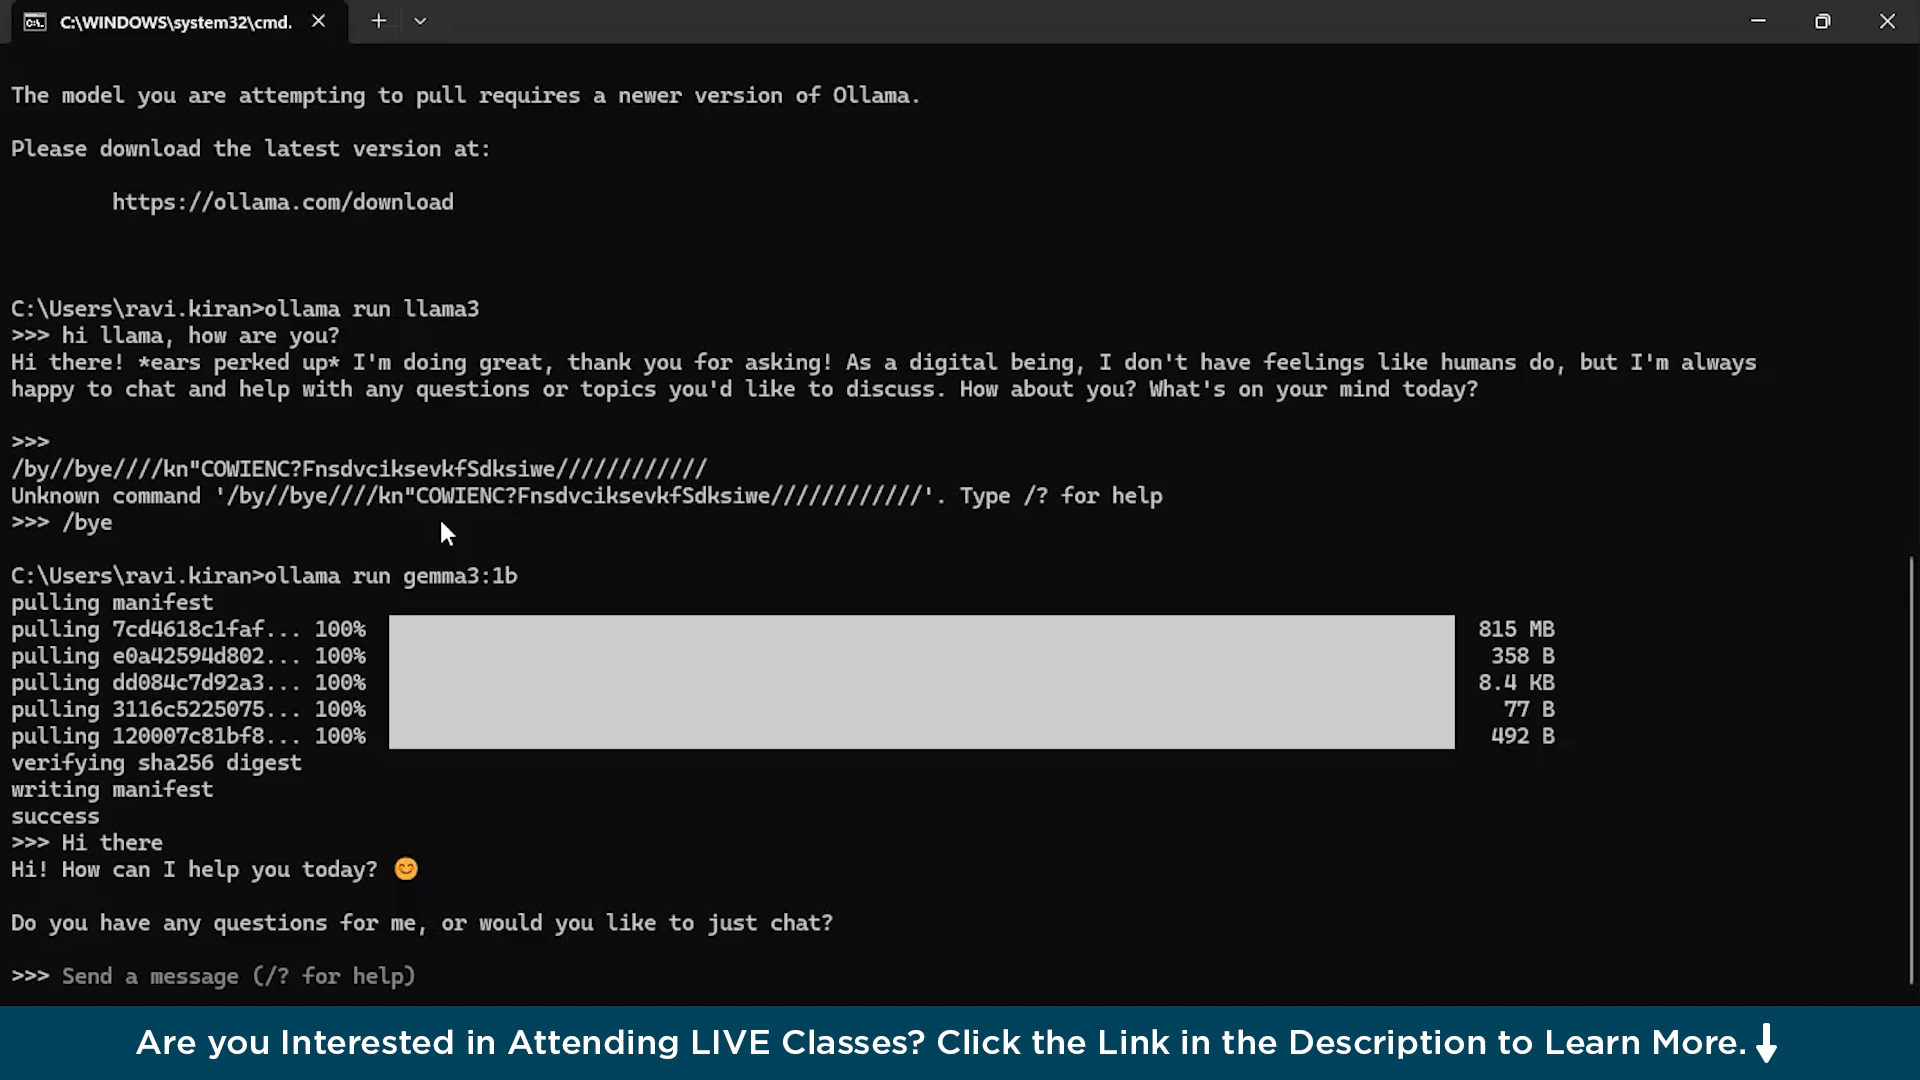 C:\WINDOWS\system32\cmd.
The model you are attempting to pull requires a newer version of Ollama.
Please download the latest version at:
https://ollama.com/download
C:\Users\ravi.kiran>ollama run llama3
>>> hi llama, how are you?
Hi there! *ears perked up* I'm doing great, thank you for asking! As a digital being, I don't have feelings like humans do, but I'm always
happy to chat and help with any questions or topics you'd like to discuss. How about you? What's on your mind today?
>>>
/by//bye////kn"COWIENC?FnsdvciksevkfSdksiwe////////////
Unknown command '/by//bye////kn"COWIENC?FnsdvciksevkfSdksiwe////////////'. Type /? for help
>>> /bye
C:\Users\ravi.kiran>ollama run gemma3:1b
pulling manifest
pulling 7cd4618c1faf... 100% 815 MB
pulling e0a42594d802... 100% 358 B
pulling dd084c7d92a3... 100% 8.4 KB
pulling 3116c5225075... 100% 77 B
pulling 120007c81bf8... 100% 492 B
verifying sha256 digest
writing manifest
success
>>> Hi there
Hi! How can I help you today? 😊
Do you have any questions for me, or would you like to just chat?
>>> Send a message (/? for help)
Are you Interested in Attending LIVE Classes? Click the Link in the Description to Learn More.